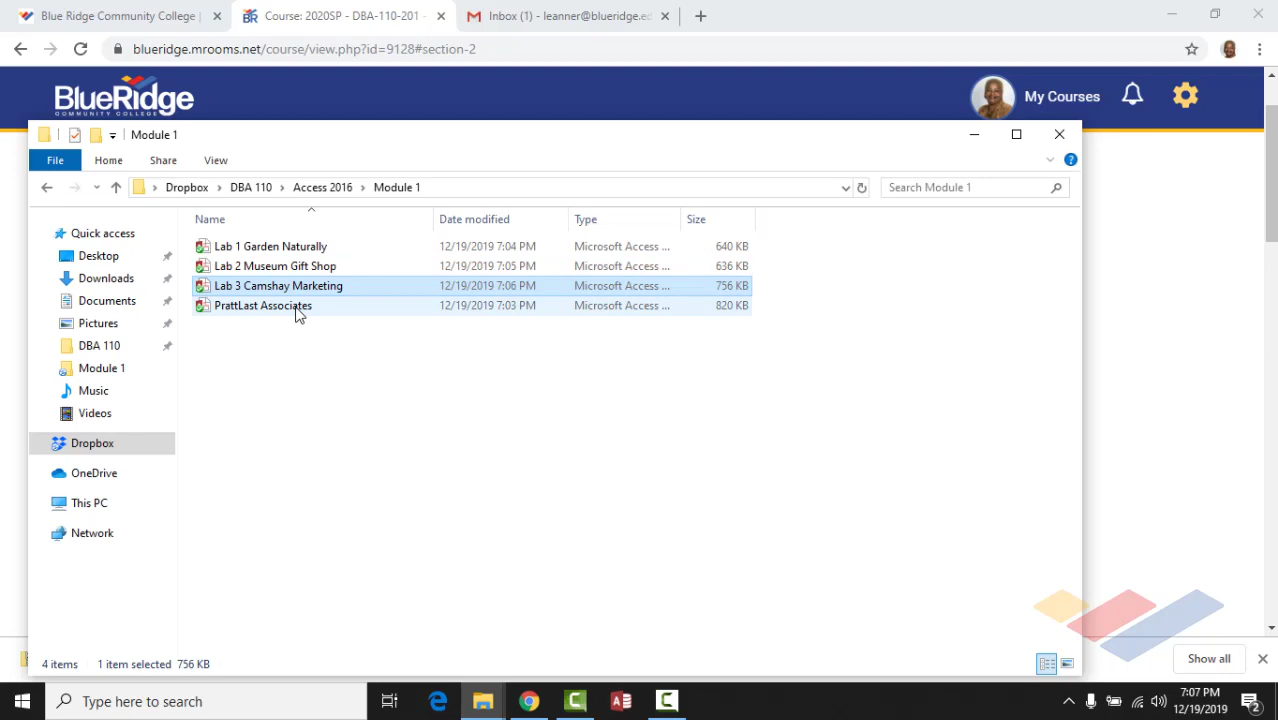 Blue Ridge Community College |
Course: 2020SP - DBA-110-201 -
Inbox (1) - leanner@blueridge.ed
blueridge.mrooms.net/course/view.php?id=9128#section-2
BlueRidge
COMMUNITY COLLEGE
My Courses
Module 1
File Home Share View
Dropbox > DBA 110 > Access 2016 > Module 1
Search Module 1
Name Date modified Type Size
Quick access
Desktop
Downloads
Documents
Pictures
DBA 110
Module 1
Music
Videos
Dropbox
OneDrive
This PC
Network
Lab 1 Garden Naturally 12/19/2019 7:04 PM Microsoft Access ... 640 KB
Lab 2 Museum Gift Shop 12/19/2019 7:05 PM Microsoft Access ... 636 KB
Lab 3 Camshay Marketing 12/19/2019 7:06 PM Microsoft Access ... 756 KB
PrattLast Associates 12/19/2019 7:03 PM Microsoft Access ... 820 KB
4 items 1 item selected 756 KB
Show all
Type here to search
7:07 PM
12/19/2019
2